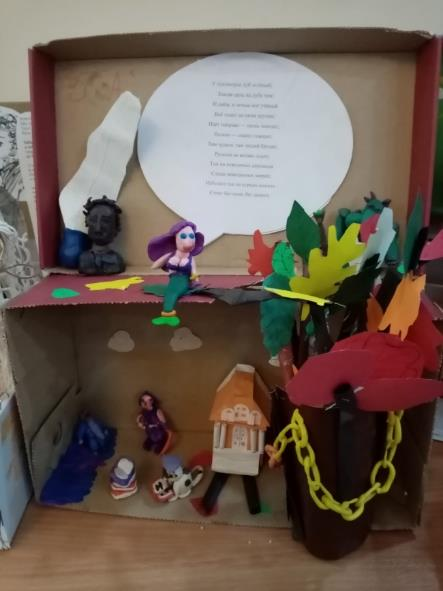 У лукоморья дуб зелёный;
Златая цепь на дубе том:
И днём, и ночью кот учёный
Всё ходит по цепи кругом;
Идёт направо — песнь заводит,
Налево — сказку говорит.
Там чудеса: там леший бродит,
Русалка на ветвях сидит;
Там на неведомых дорожках
Следы невиданных зверей;
Избушка там на курьих ножках
Стоит без окон, без дверей;